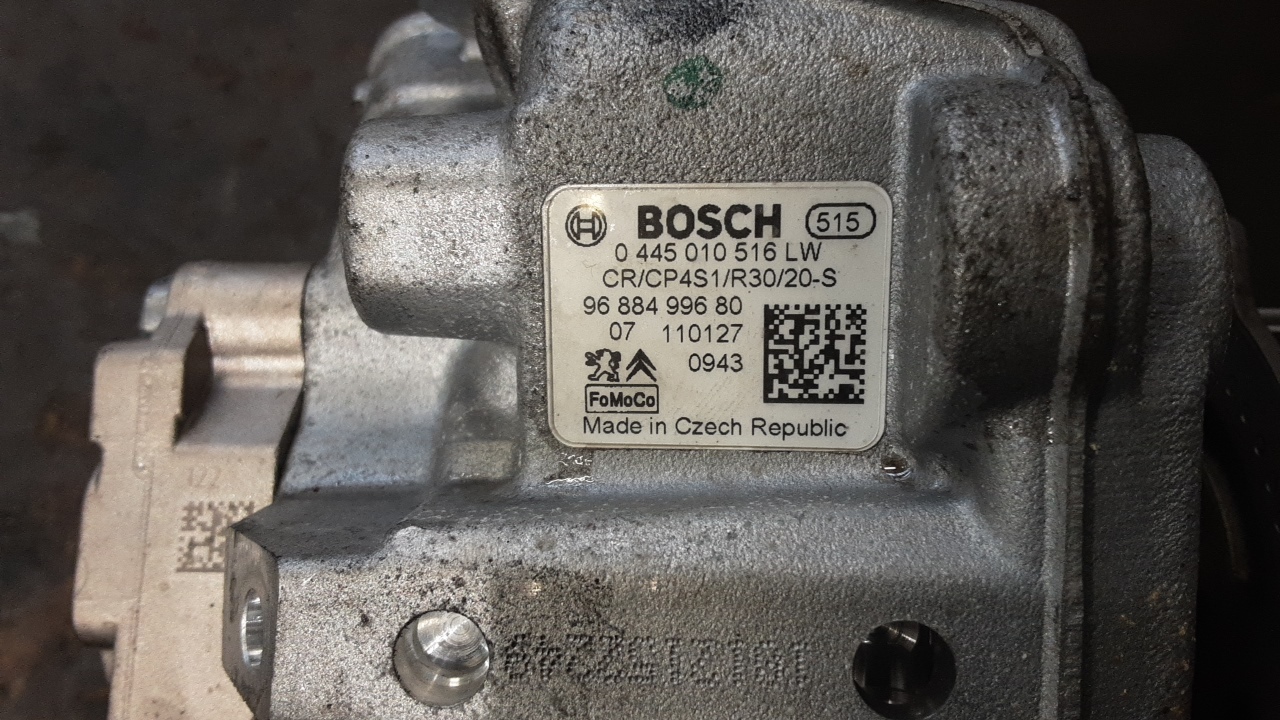 BOSCH 515
0 445 010 516 LW
CR/CP4S1/R30/20-S
96 884 996 80
07 110127
0943
FoMoCo
Made in Czech Republic